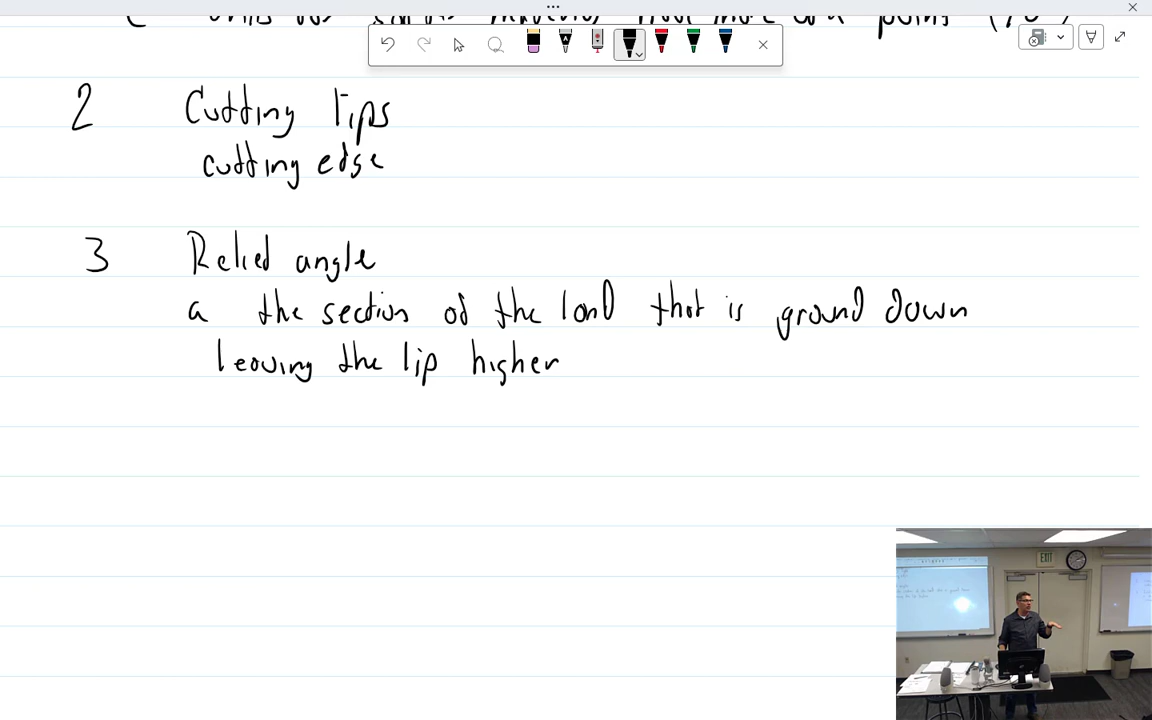 2 Cutting lips
cutting edge
3 Relief angle
a the section of the land that is ground down
leaving the lip higher
EXIT